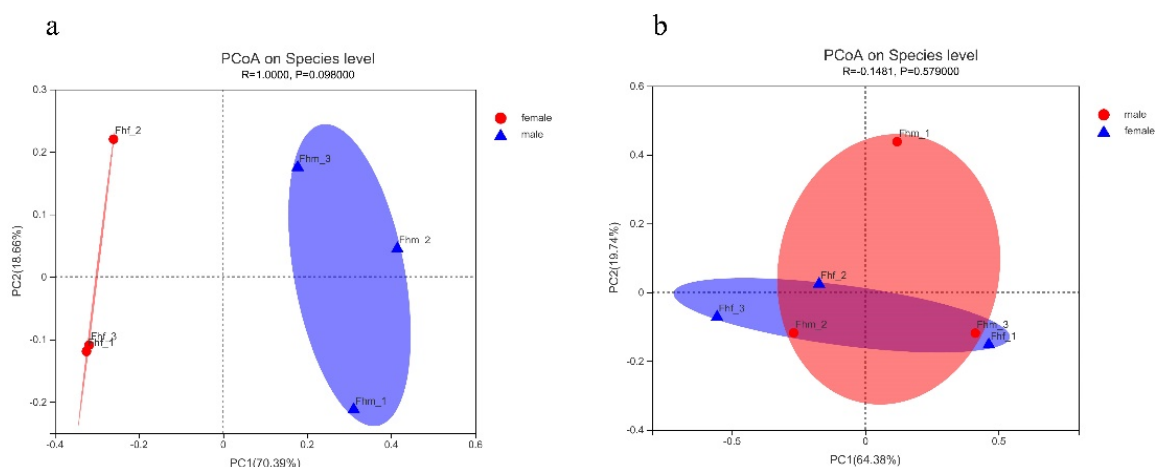 a
PCoA on Species level
R=1.0000, P=0.098000
0.3
0.2
0.1
0
-0.1
-0.2
-0.4
-0.2
0
0.2
0.4
0.6
PC2(18.66%)
PC1(70.39%)
Fhf_2
Fhf_3
Fhf_1
Fhm_3
Fhm_2
Fhm_1
female
male
b
PCoA on Species level
R=-0.1481, P=0.579000
0.6
0.4
0.2
0
-0.2
-0.4
-0.5
0
0.5
PC2(19.74%)
PC1(64.38%)
Fhm_1
Fhf_2
Fhf_3
Fhm_2
Fhm_3
Fhf_1
male
female